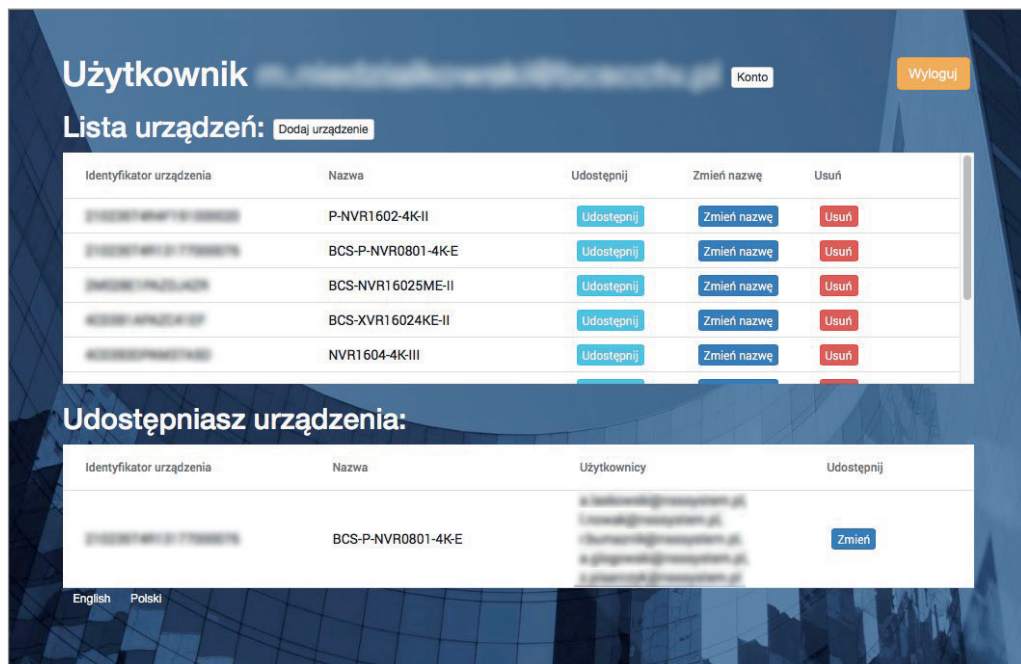 Użytkownik Konto Wyloguj
Lista urządzeń: Dodaj urządzenie
Identyfikator urządzenia Nazwa Udostępnij Zmień nazwę Usuń
P-NVR1602-4K-II Udostępnij Zmień nazwę Usuń
BCS-P-NVR0801-4K-E Udostępnij Zmień nazwę Usuń
BCS-NVR16025ME-II Udostępnij Zmień nazwę Usuń
BCS-XVR16024KE-II Udostępnij Zmień nazwę Usuń
NVR1604-4K-III Udostępnij Zmień nazwę Usuń
Udostępniasz urządzenia:
Identyfikator urządzenia Nazwa Użytkownicy Udostępnij
BCS-P-NVR0801-4K-E Zmień
English Polski